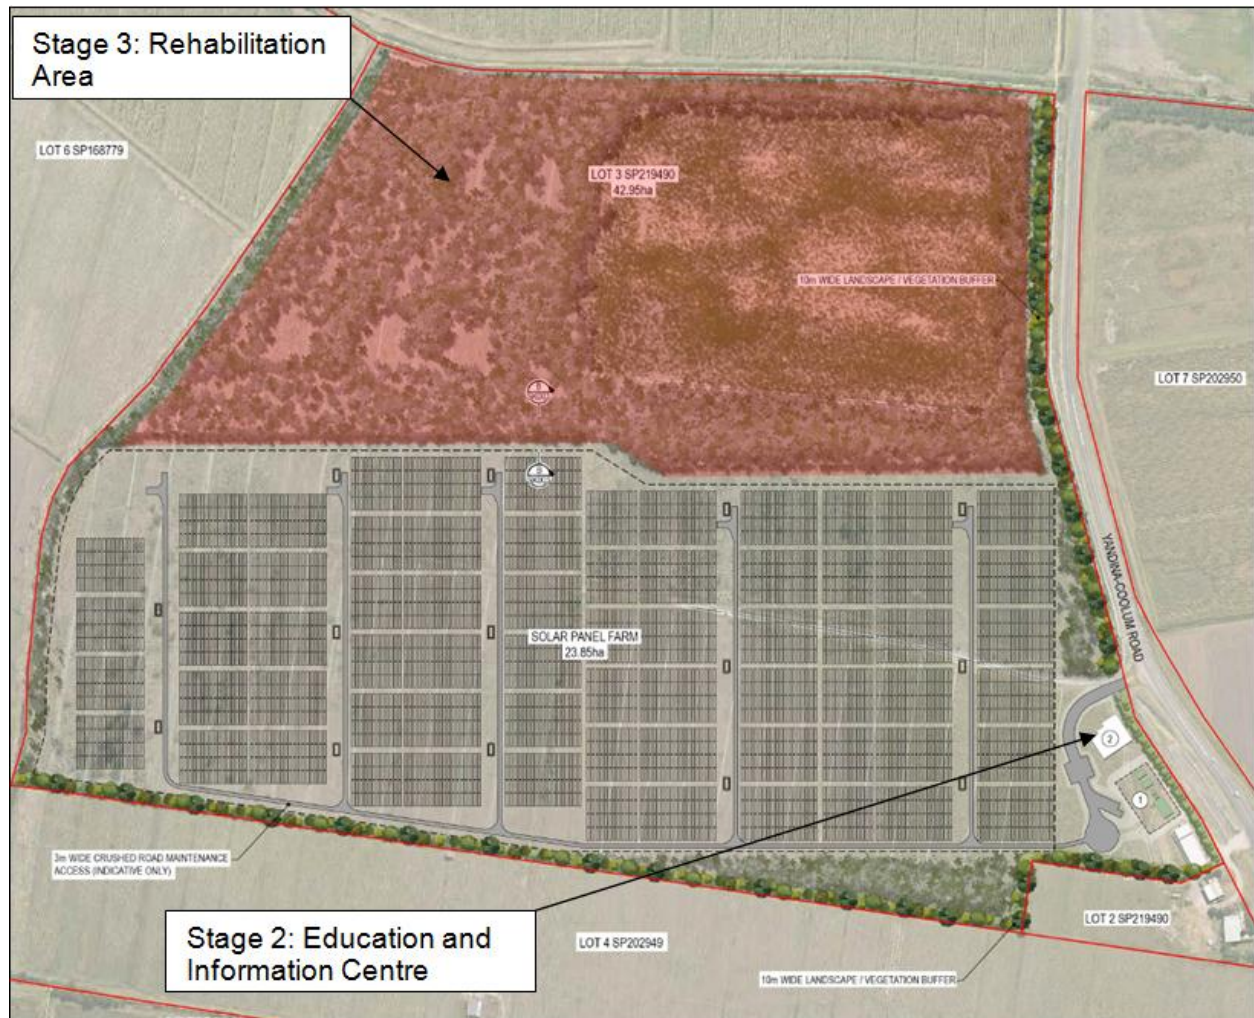 Stage 3: Rehabilitation
Area
LOT 6 SP168779
LOT 3 SP219490
42.95ha
10m WIDE LANDSCAPE / VEGETATION BUFFER
LOT 7 SP202950
YANDINA-COOLUM ROAD
SOLAR PANEL FARM
23.85ha
2
1
3m WIDE CRUSHED ROAD MAINTENANCE
ACCESS (INDICATIVE ONLY)
Stage 2: Education and
Information Centre
LOT 4 SP202949
LOT 2 SP219490
10m WIDE LANDSCAPE / VEGETATION BUFFER